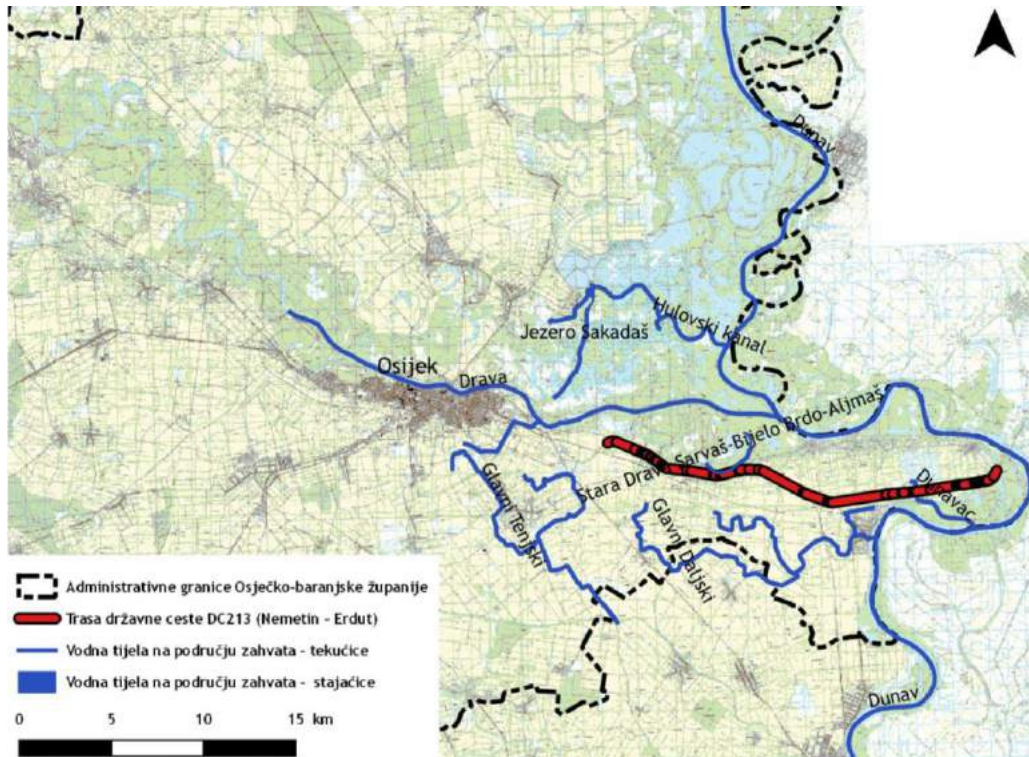 Dunav
Hulovski kanal
Jezero Sakadaš
Osijek
Drava
Stara Drava Sarvaš-Bijelo Brdo-Aljmaš
Dunavac
Glavni Tenjski
Glavni Daljski
Dunav
Administrativne granice Osječko-baranjske županije
Trasa državne ceste DC213 (Nemetin - Erdut)
Vodna tijela na području zahvata - tekućice
Vodna tijela na području zahvata - stajaćice
0 5 10 15 km